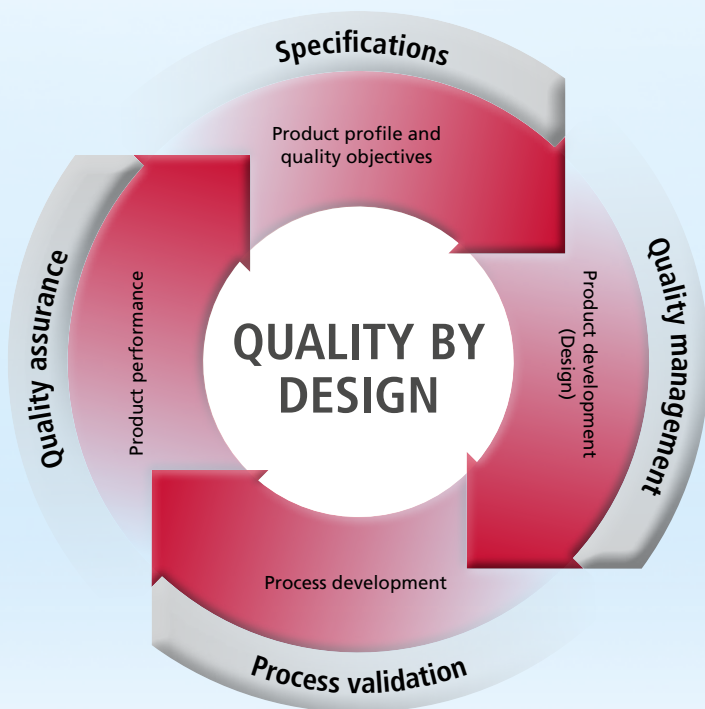 Specifications
Product profile and
quality objectives
Quality management
Product development
(Design)
QUALITY BY
DESIGN
Quality assurance
Product performance
Process development
Process validation